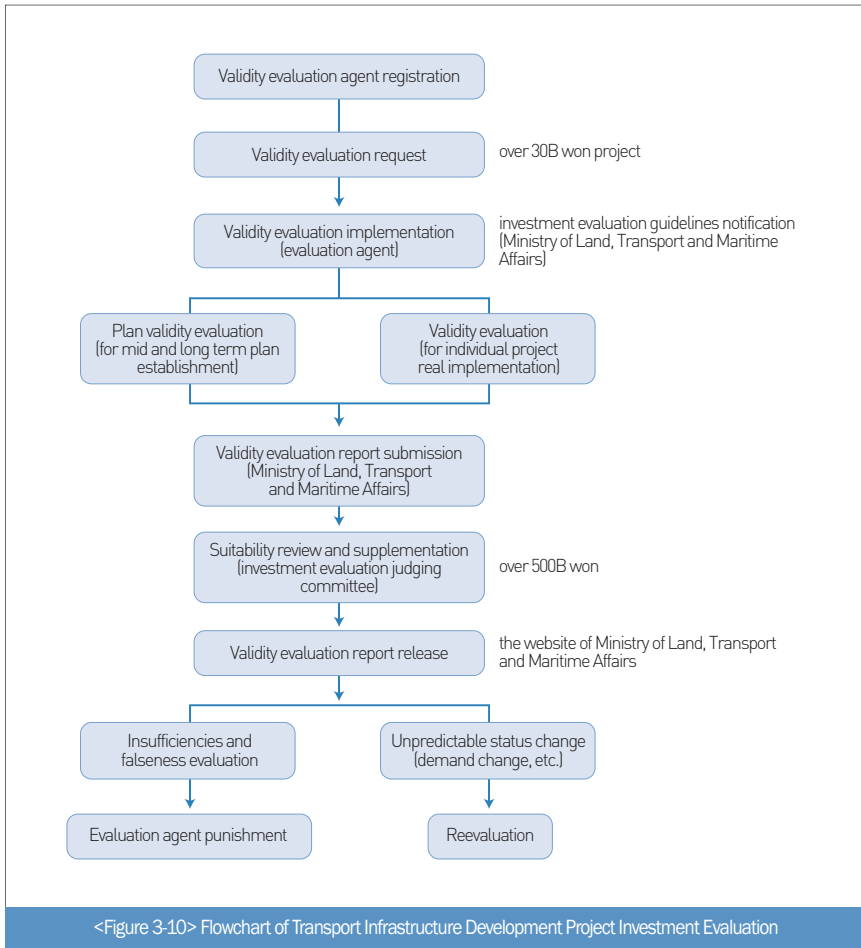 Validity evaluation agent registration
Validity evaluation request
over 30B won project
Validity evaluation implementation
(evaluation agent)
investment evaluation guidelines notification
(Ministry of Land, Transport and Maritime
Affairs)
Plan validity evaluation
(for mid and long term plan
establishment)
Validity evaluation
(for individual project
real implementation)
Validity evaluation report submission
(Ministry of Land, Transport
and Maritime Affairs)
Suitability review and supplementation
(investment evaluation judging
committee)
over 500B won
Validity evaluation report release
the website of Ministry of Land, Transport
and Maritime Affairs
Insufficiencies and
falseness evaluation
Unpredictable status change
(demand change, etc.)
Evaluation agent punishment
Reevaluation
<Figure 3-10> Flowchart of Transport Infrastructure Development Project Investment Evaluation